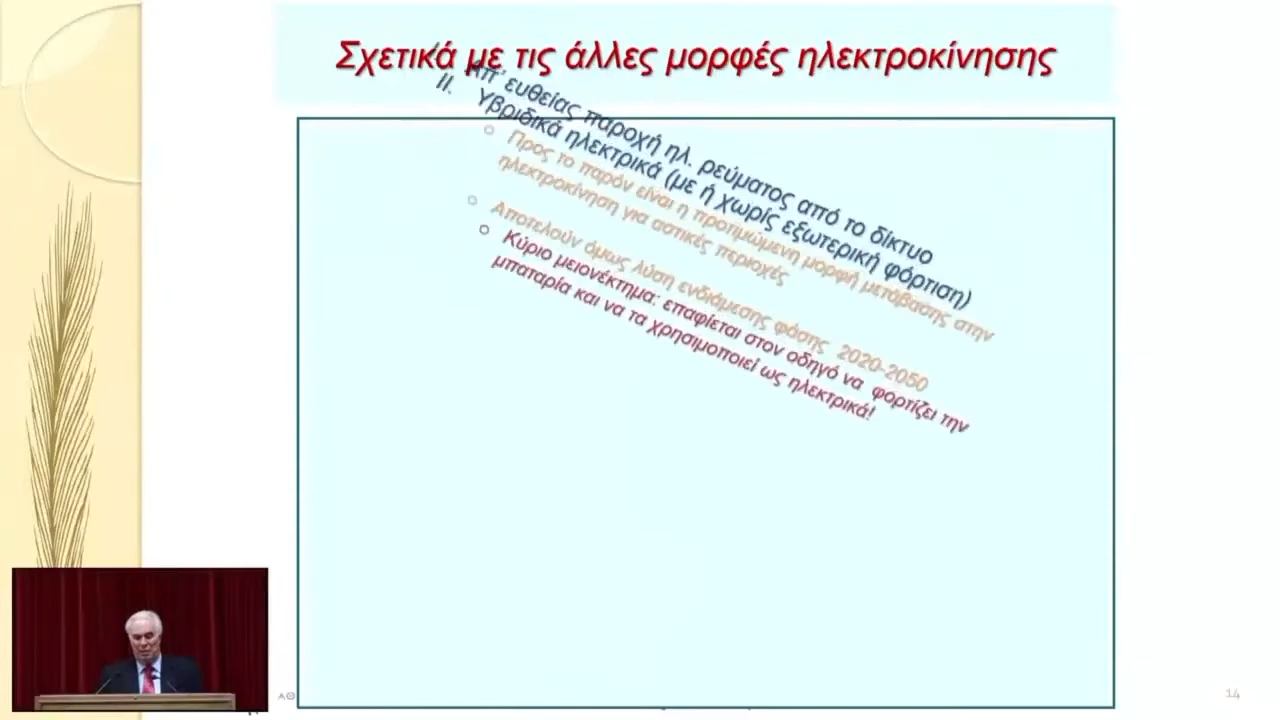 Σχετικά με τις άλλες μορφές ηλεκτροκίνησης
I. Απ’ ευθείας παροχή ηλ. ρεύματος από το δίκτυο
II. Υβριδικά ηλεκτρικά (με ή χωρίς εξωτερική φόρτιση)
Προς το παρόν είναι η προτιμώμενη μορφή μετάβασης στην
ηλεκτροκίνηση για αστικές περιοχές
Αποτελούν όμως λύση ενδιάμεσης φάσης 2020-2050
Κύριο μειονέκτημα: επαφίεται στον οδηγό να φορτίζει την
μπαταρία και να τα χρησιμοποιεί ως ηλεκτρικά!
ΑΘ
14